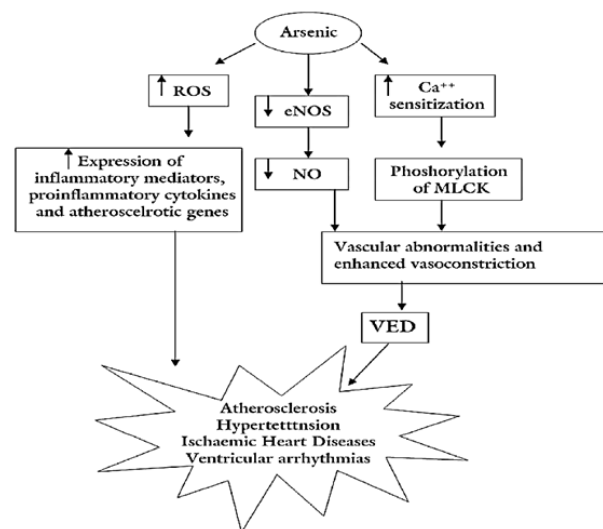 Arsenic
↑ ROS
↓ eNOS
↑ Ca++
sensitization
↑ Expression of
inflammatory mediators,
proinflammatory cytokines
and atheroscelrotic genes
↓ NO
Phoshorylation
of MLCK
Vascular abnormalities and
enhanced vasoconstriction
VED
Atherosclerosis
Hypertetttnsion
Ischaemic Heart Diseases
Ventricular arrhythmias